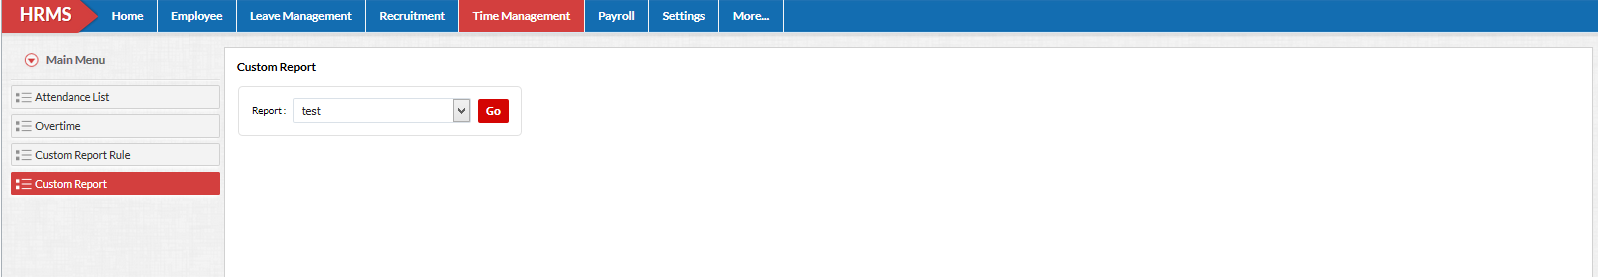 HRMS Home Employee Leave Management Recruitment Time Management Payroll Settings More...
Main Menu
Attendance List
Overtime
Custom Report Rule
Custom Report
Custom Report
Report : test Go